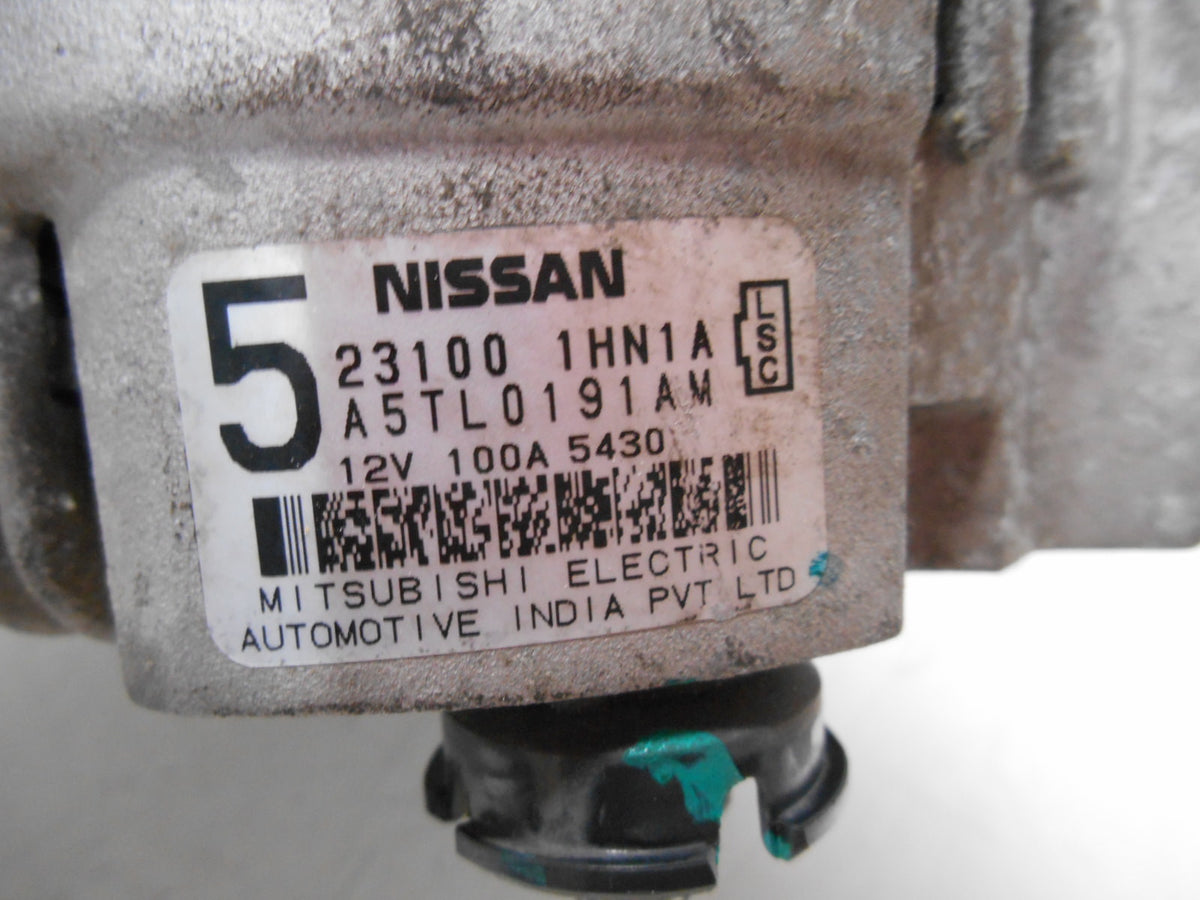 5
NISSAN
23100 1HN1A
LSC
A5TL0191AM
12V 100A 5430
MITSUBISHI ELECTRIC
AUTOMOTIVE INDIA PVT LTD